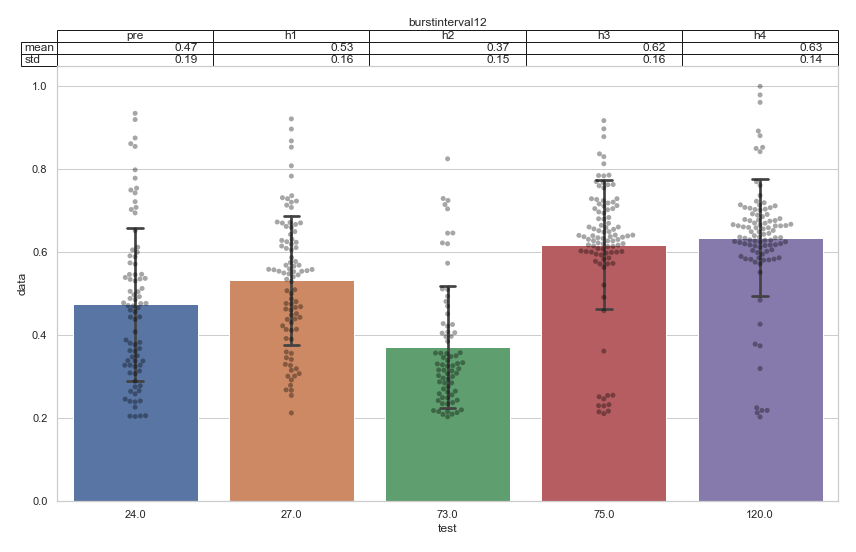 burstinterval12
pre h1 h2 h3 h4
mean 0.47 0.53 0.37 0.62 0.63
std 0.19 0.16 0.15 0.16 0.14
1.0
0.8
0.6
0.4
0.2
0.0
data
24.0 27.0 73.0 75.0 120.0
test